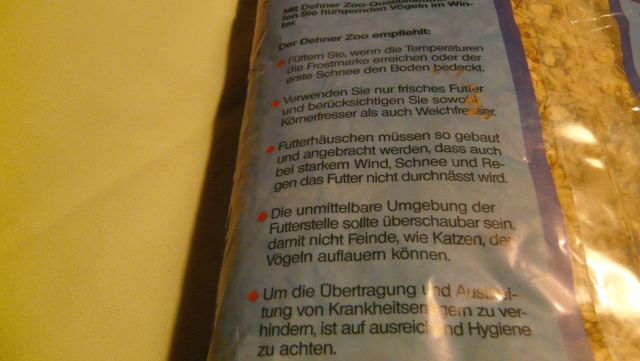 Mit Dehner Zoo-Qualitätsfutter
fen Sie hungernden Vögeln im Win-
ter.
Der Dehner Zoo empfiehlt:
Füttern Sie, wenn die Temperaturen
die Frostmarke erreichen oder der
erste Schnee den Boden bedeckt.
Verwenden Sie nur frisches Futter
und berücksichtigen Sie sowohl
Körnerfresser als auch Weichfresser.
Futterhäuschen müssen so gebaut
und angebracht werden, dass auch
bei starkem Wind, Schnee und Re-
gen das Futter nicht durchnässt wird.
Die unmittelbare Umgebung der
Futterstelle sollte überschaubar sein,
damit nicht Feinde, wie Katzen, den
Vögeln auflauern können.
Um die Übertragung und Ausbrei-
tung von Krankheitserregern zu ver-
hindern, ist auf ausreichend Hygiene
zu achten.